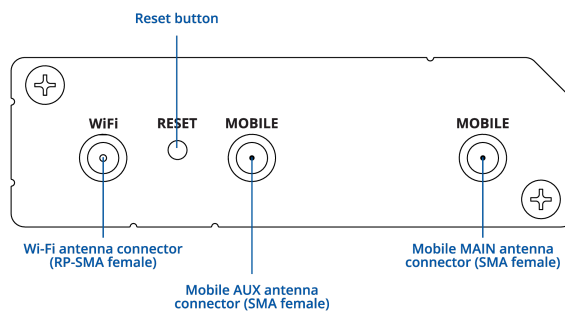 Reset button
WiFi
RESET
MOBILE
MOBILE
Wi-Fi antenna connector
(RP-SMA female)
Mobile MAIN antenna
connector (SMA female)
Mobile AUX antenna
connector (SMA female)